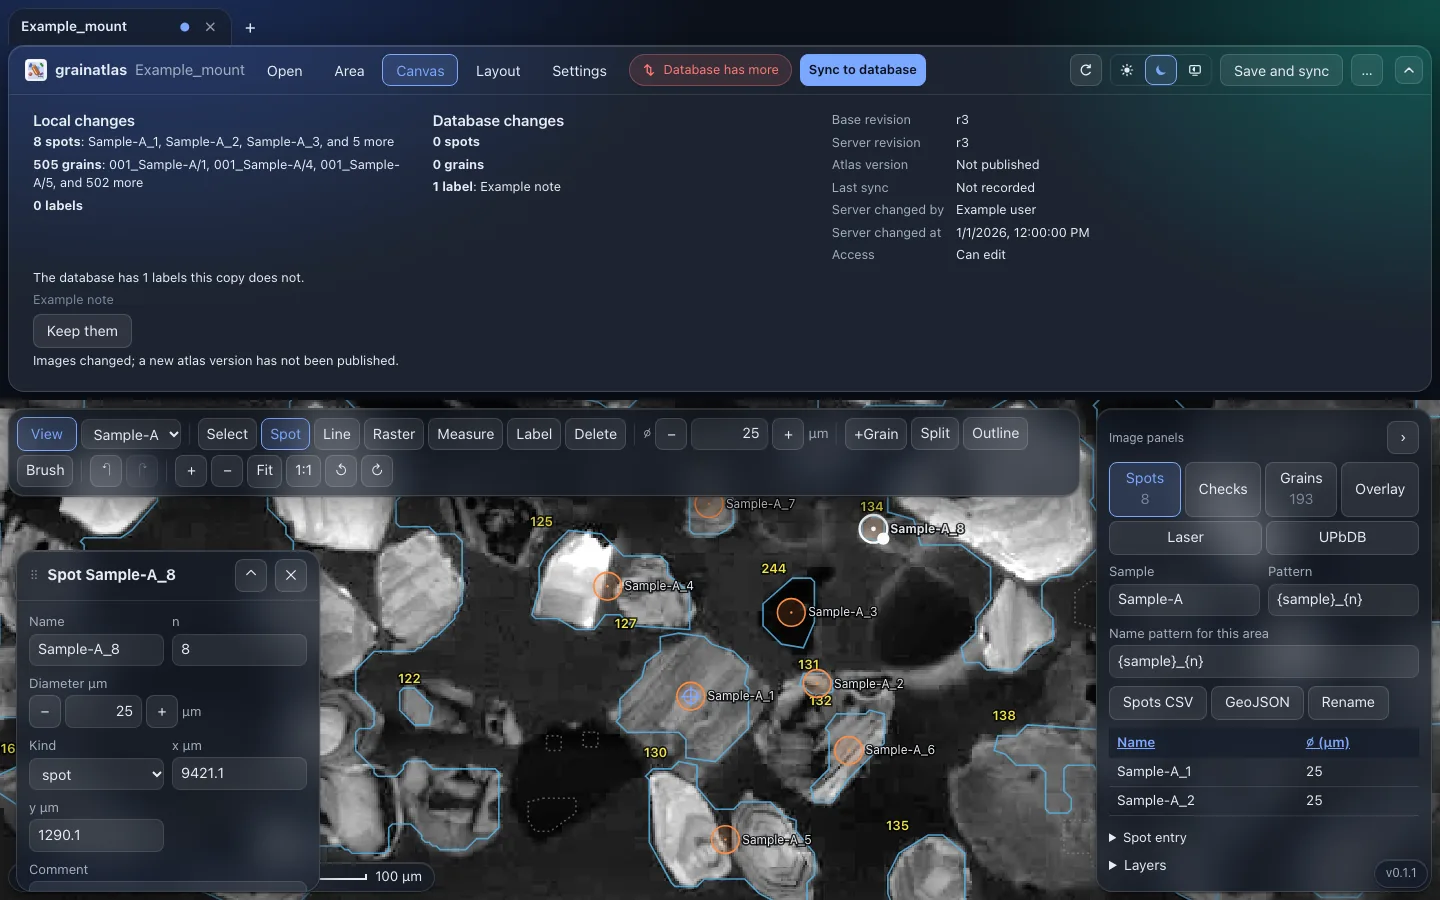 Example_mount
+
grainatlas Example_mount Open Area Canvas Layout Settings Database has more Sync to database Save and sync ...
Local changes
8 spots: Sample-A_1, Sample-A_2, Sample-A_3, and 5 more
505 grains: 001_Sample-A/1, 001_Sample-A/4, 001_Sample-
A/5, and 502 more
0 labels
Database changes
0 spots
0 grains
1 label: Example note
Base revision r3
Server revision r3
Atlas version Not published
Last sync Not recorded
Server changed by Example user
Server changed at 1/1/2026, 12:00:00 PM
Access Can edit
The database has 1 labels this copy does not.
Example note
Keep them
Images changed; a new atlas version has not been published.
View Sample-A Select Spot Line Raster Measure Label Delete ø − 25 + μm +Grain Split Outline
Brush + − Fit 1:1
Sample-A_7
134
Sample-A_8
125
244
Sample-A_4
Sample-A_3
127
131
122
Sample-A_2
Sample-A_1
132
138
16
130
Sample-A_6
135
Sample-A_5
100 μm
Spot Sample-A_8
Name n
Sample-A_8 8
Diameter μm
− 25 + μm
Kind x μm
spot 9421.1
y μm
1290.1
Comment
Image panels
Spots 8
Checks
Grains 193
Overlay
Laser UPbDB
Sample Pattern
Sample-A {sample}_{n}
Name pattern for this area
{sample}_{n}
Spots CSV GeoJSON Rename
Name ø (μm)
Sample-A_1 25
Sample-A_2 25
Spot entry
Layers
v0.1.1